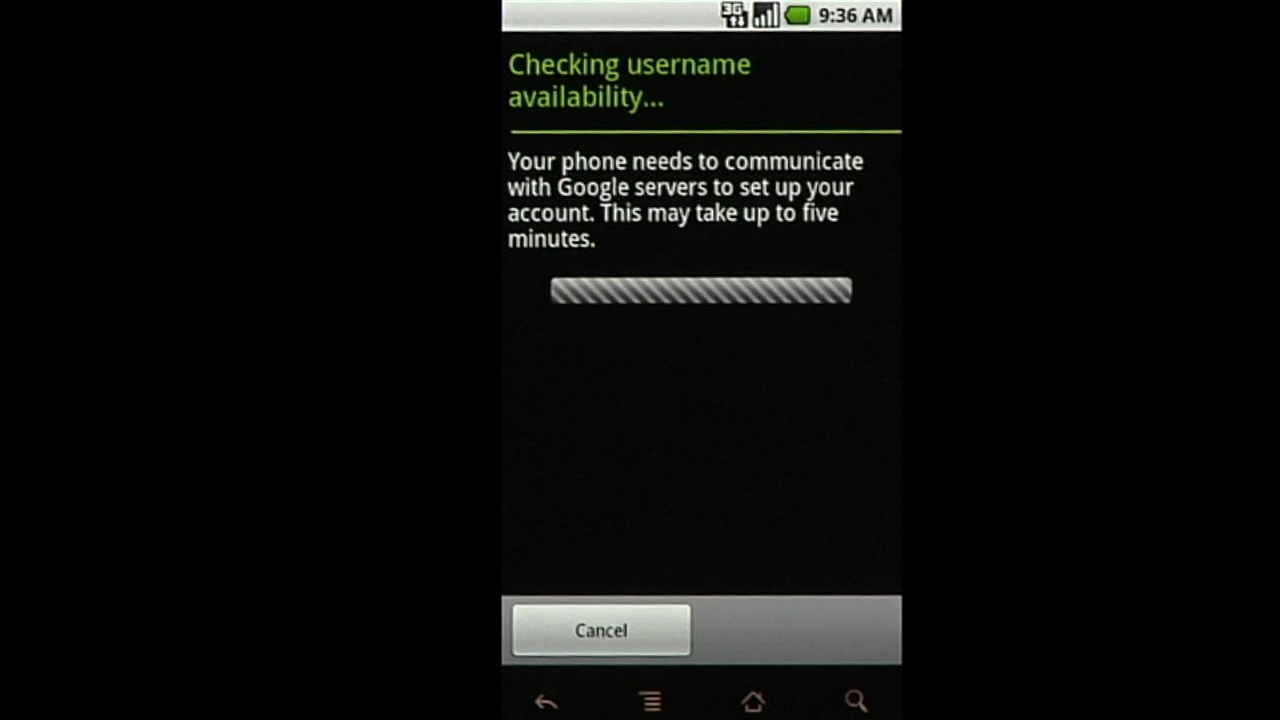 3G 9:36 AM
Checking username
availability...
Your phone needs to communicate
with Google servers to set up your
account. This may take up to five
minutes.
Cancel